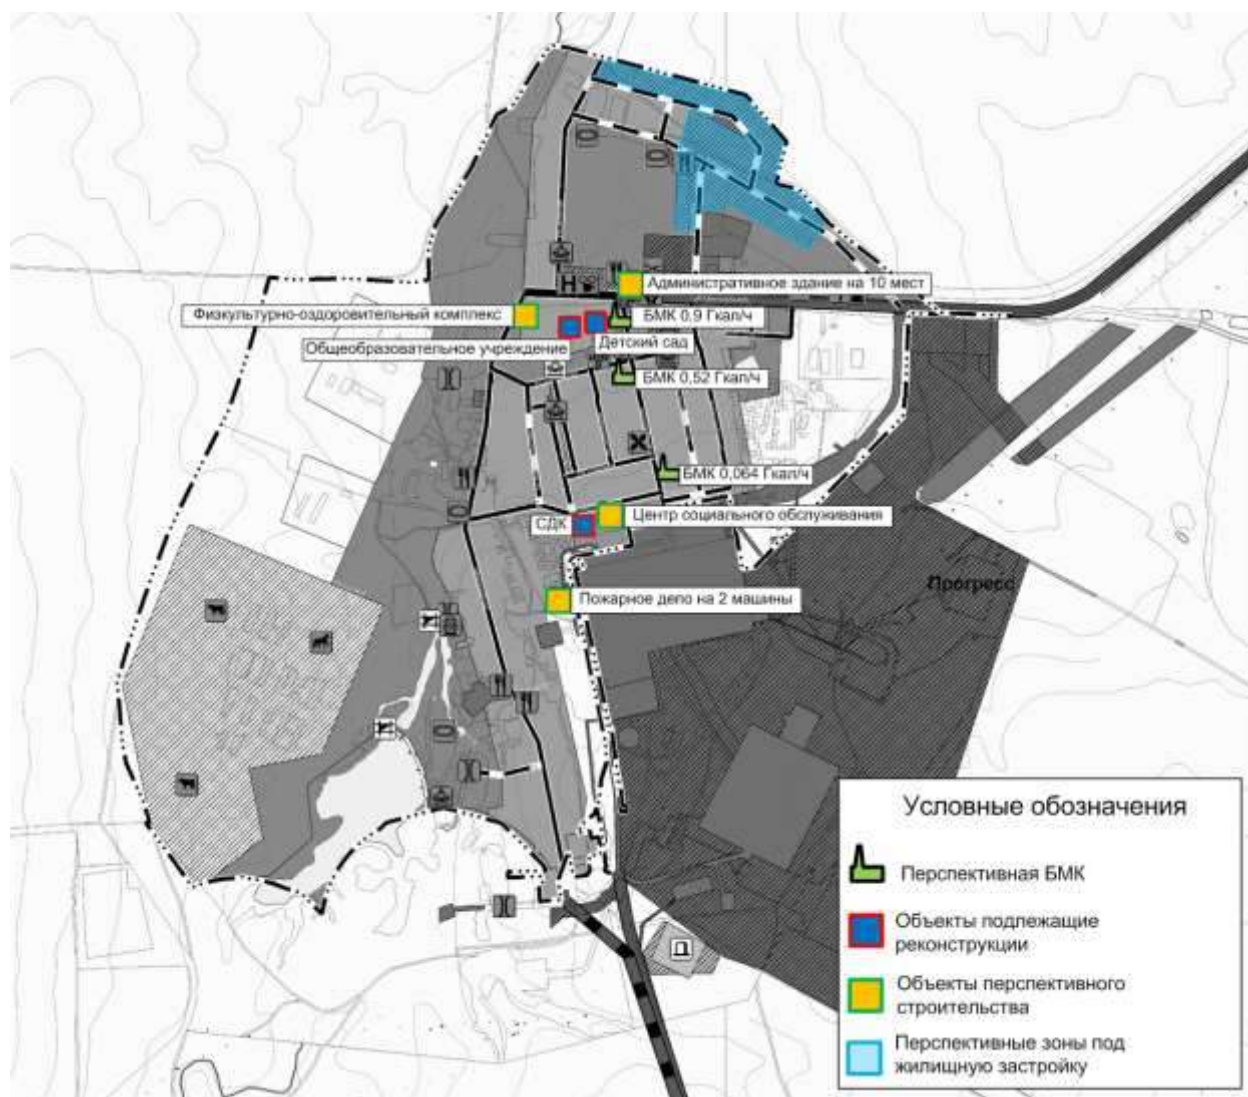 Административное здание на 10 мест
Физкультурно-оздоровительный комплекс
БМК 0,9 Гкал/ч
Детский сад
Общеобразовательное учреждение
БМК 0,52 Гкал/ч
БМК 0,064 Гкал/ч
Центр социального обслуживания
СДК
Прогресс
Пожарное депо на 2 машины
Условные обозначения
Перспективная БМК
Объекты подлежащие
реконструкции
Объекты перспективного
строительства
Перспективные зоны под
жилищную застройку